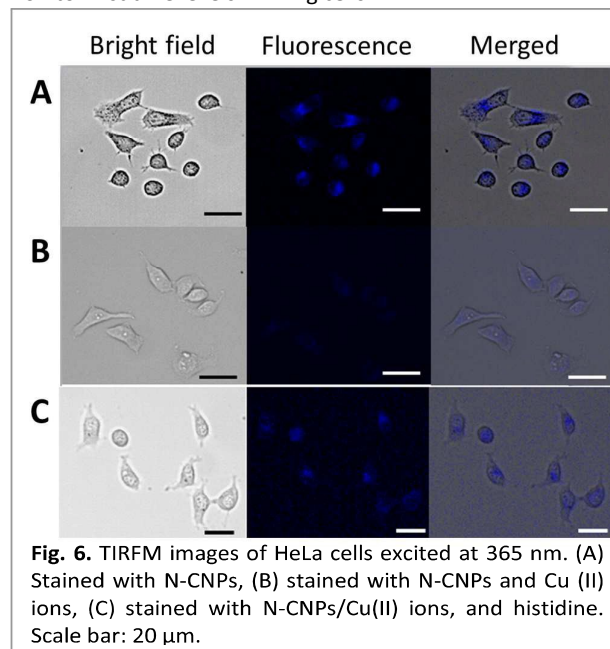 Bright field Fluorescence Merged
A
B
C
Fig. 6. TIRFM images of HeLa cells excited at 365 nm. (A)
Stained with N-CNPs, (B) stained with N-CNPs and Cu (II)
ions, (C) stained with N-CNPs/Cu(II) ions, and histidine.
Scale bar: 20 μm.